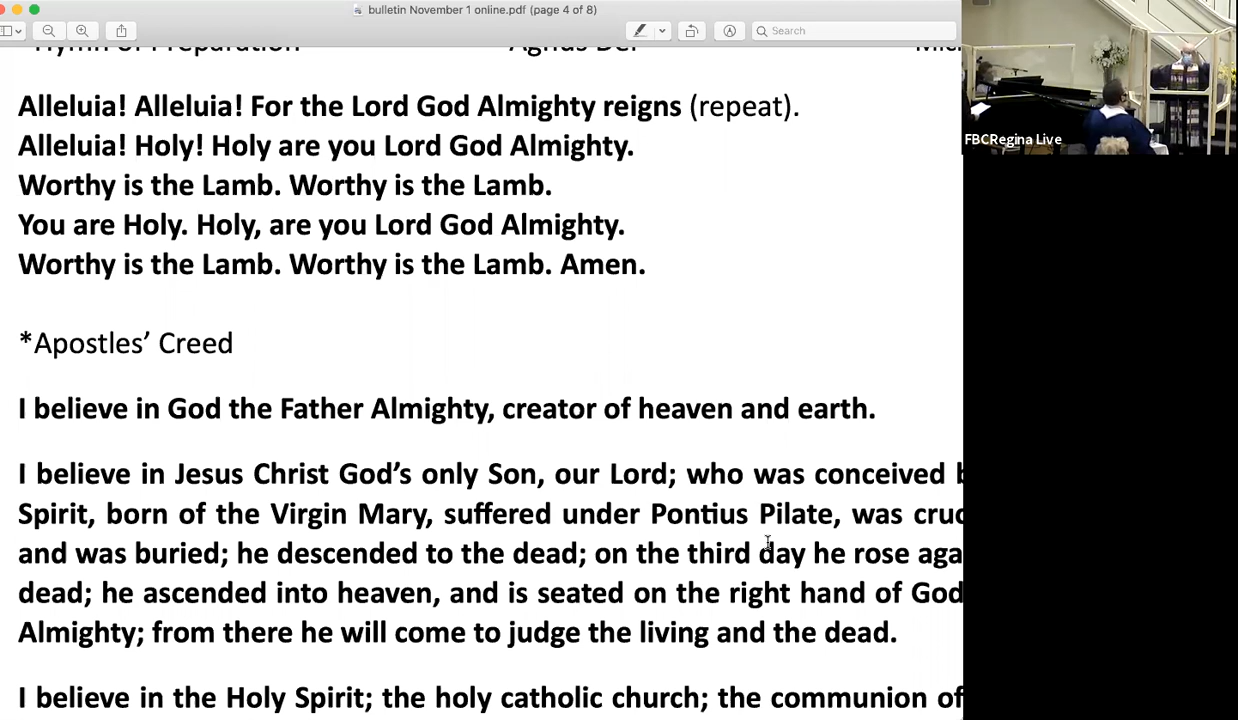 bulletin November 1 online.pdf (page 4 of 8)
Search
Hymn of Preparation Agnus Dei
Alleluia! Alleluia! For the Lord God Almighty reigns (repeat).
Alleluia! Holy! Holy are you Lord God Almighty.
Worthy is the Lamb. Worthy is the Lamb.
You are Holy. Holy, are you Lord God Almighty.
Worthy is the Lamb. Worthy is the Lamb. Amen.
*Apostles’ Creed
I believe in God the Father Almighty, creator of heaven and earth.
I believe in Jesus Christ God’s only Son, our Lord; who was conceived
Spirit, born of the Virgin Mary, suffered under Pontius Pilate, was
and was buried; he descended to the dead; on the third day he rose
dead; he ascended into heaven, and is seated on the right hand of God
Almighty; from there he will come to judge the living and the dead.
I believe in the Holy Spirit; the holy catholic church; the communion of
FBCRegina Live